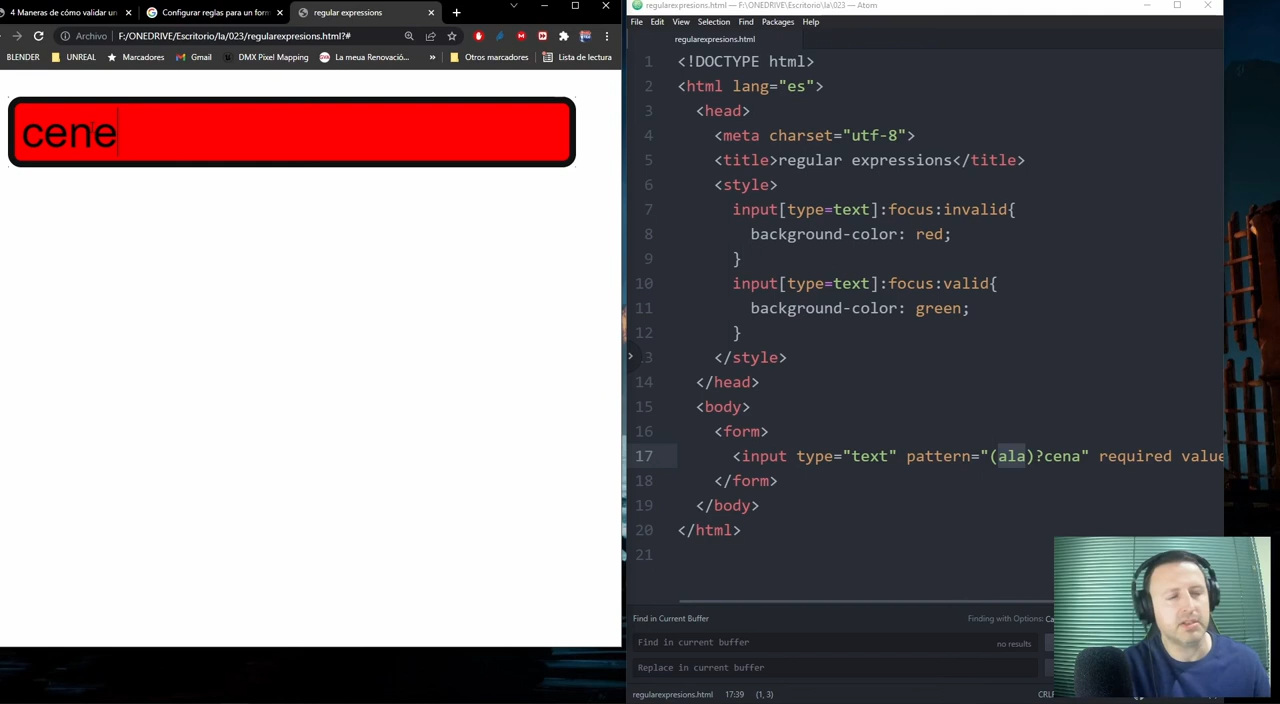 4 Maneras de cómo validar un
Configurar reglas para un form
regular expressions
Archivo
F:/ONEDRIVE/Escritorio/la/023/regularexpresions.html?#
BLENDER
UNREAL
Marcadores
Gmail
DMX Pixel Mapping
La meua Renovació...
»
Otros marcadores
Lista de lectura
cene
regularexpresions.html — F:\ONEDRIVE\Escritorio\la\023 — Atom
File Edit View Selection Find Packages Help
regularexpresions.html
1 <!DOCTYPE html>
2 <html lang="es">
3 <head>
4 <meta charset="utf-8">
5 <title>regular expressions</title>
6 <style>
7 input[type=text]:focus:invalid{
8 background-color: red;
9 }
10 input[type=text]:focus:valid{
11 background-color: green;
12 }
13 </style>
14 </head>
15 <body>
16 <form>
17 <input type="text" pattern="(ala)?cena" required value
18 </form>
19 </body>
20 </html>
21
Find in Current Buffer
Finding with Options: Ca
Find in current buffer
no results
Replace in current buffer
regularexpresions.html 17:39 (1, 3)
CRLF